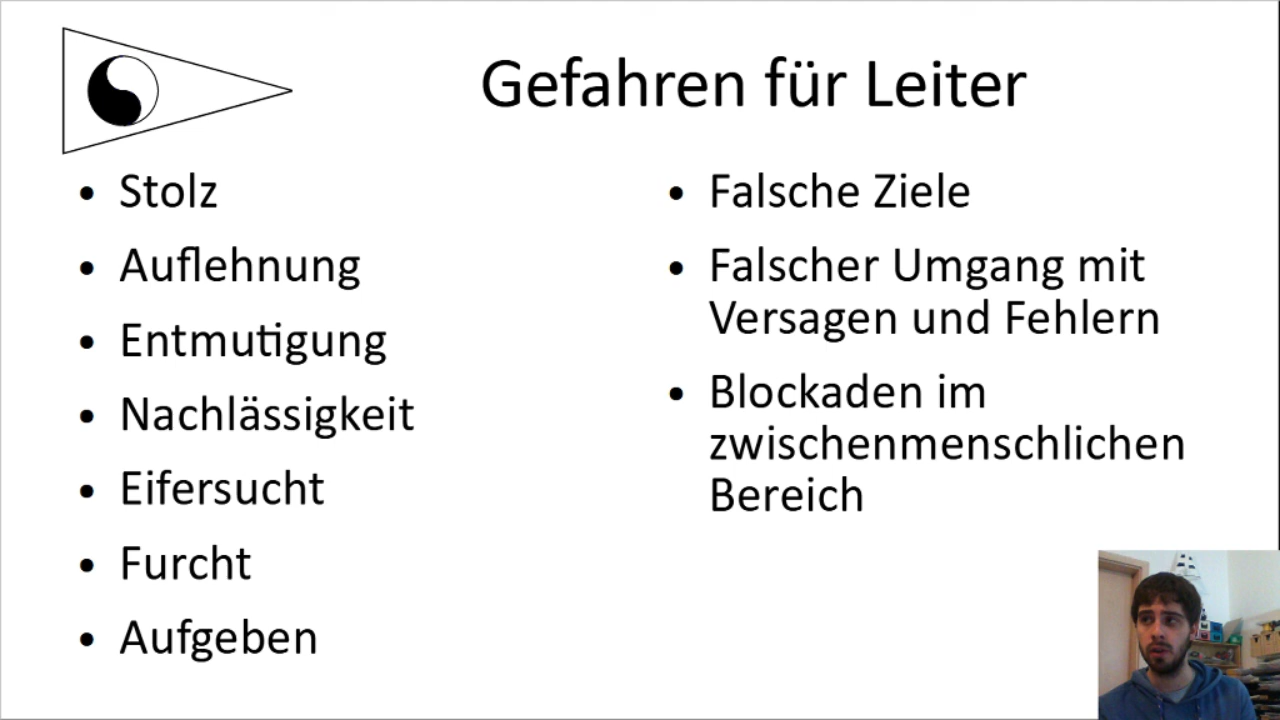 Gefahren für Leiter
• Stolz
• Auflehnung
• Entmutigung
• Nachlässigkeit
• Eifersucht
• Furcht
• Aufgeben
• Falsche Ziele
• Falscher Umgang mit
Versagen und Fehlern
• Blockaden im
zwischenmenschlichen
Bereich